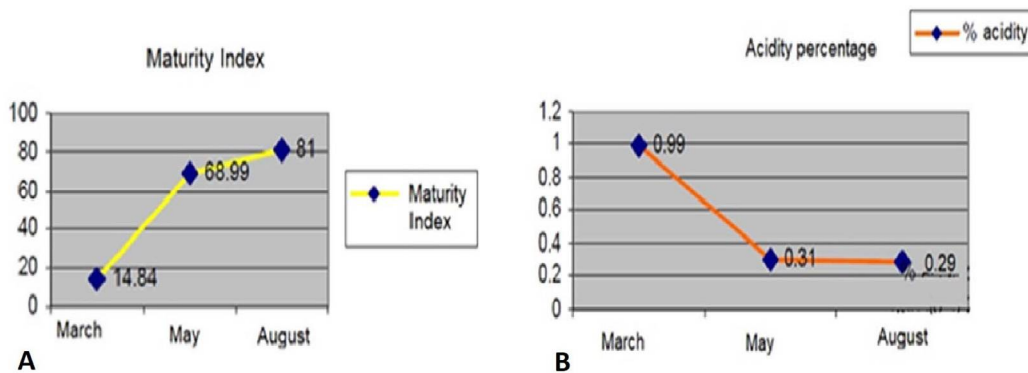 Maturity Index
100
80
60
40
20
0
14.84
68.99
81
March
May
August
Maturity
Index
A
% acidity
Acidity percentage
1.2
1
0.8
0.6
0.4
0.2
0
0.99
0.31
0.29
March
May
August
B